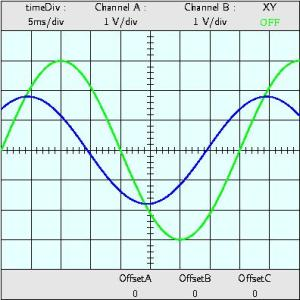 timeDiv : Channel A : Channel B : XY
5ms/div 1 V/div 1 V/div OFF
OffsetA OffsetB OffsetC
0 0 0